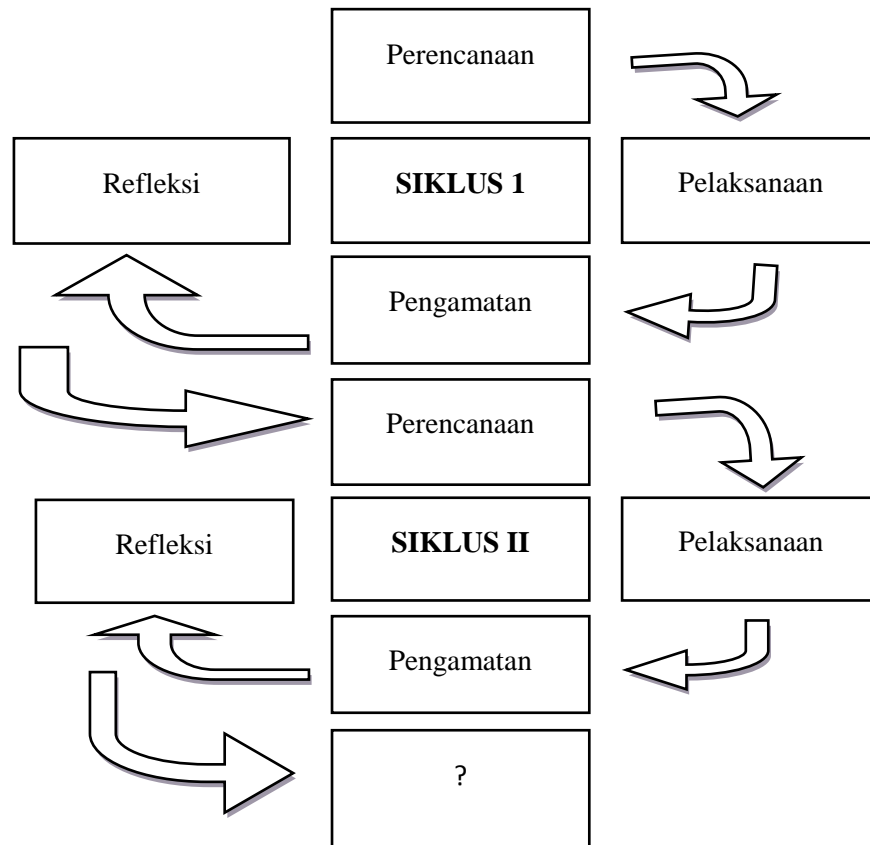 Perencanaan
Refleksi
SIKLUS 1
Pelaksanaan
Pengamatan
Perencanaan
Refleksi
SIKLUS II
Pelaksanaan
Pengamatan
?